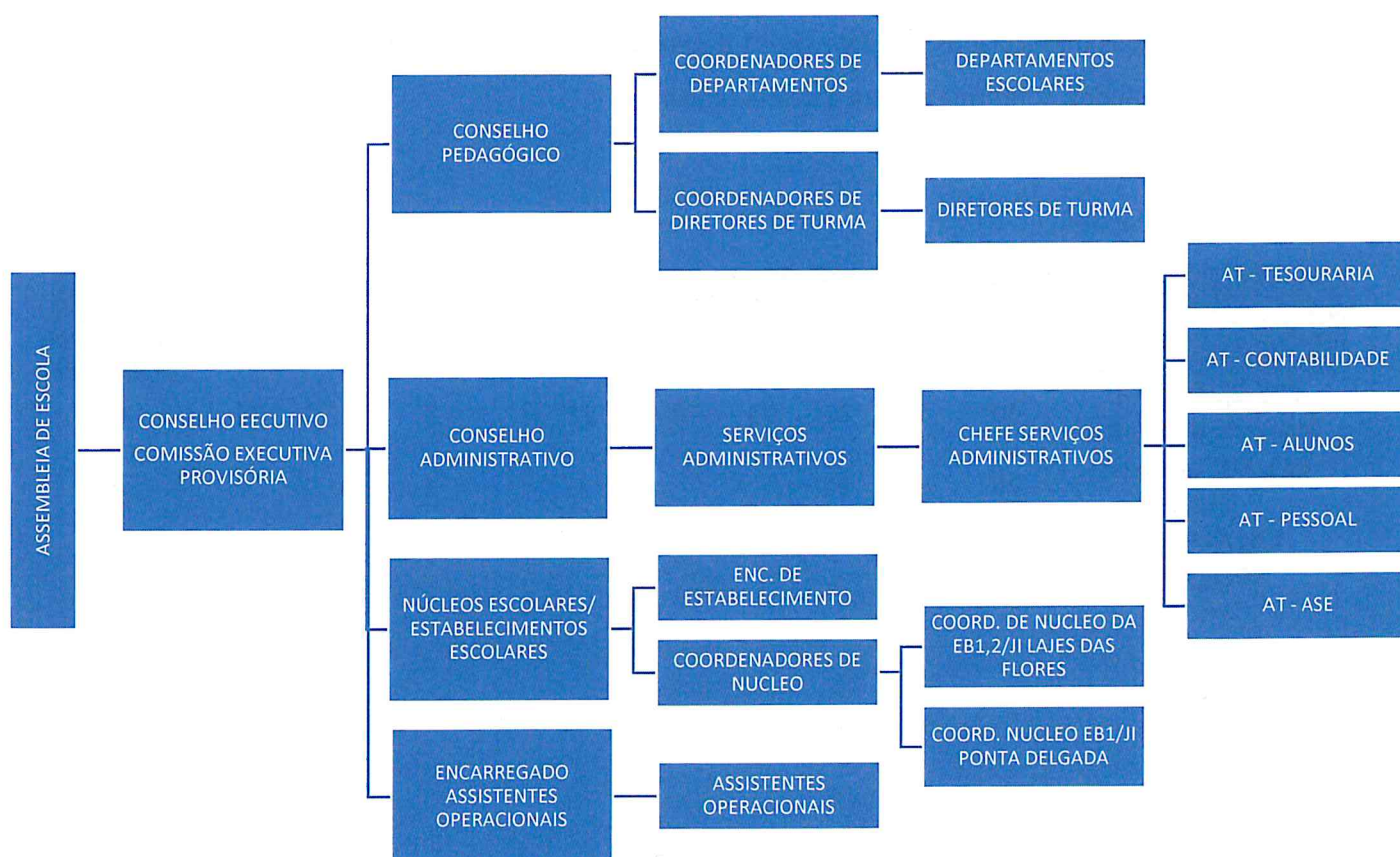 ASSEMBLEIA DE ESCOLA
CONSELHO EECUTIVO
COMISSÃO EXECUTIVA
PROVISÓRIA
CONSELHO
PEDAGÓGICO
COORDENADORES DE
DEPARTAMENTOS
DEPARTAMENTOS
ESCOLARES
COORDENADORES DE
DIRETORES DE TURMA
DIRETORES DE TURMA
CONSELHO
ADMINISTRATIVO
SERVIÇOS
ADMINISTRATIVOS
CHEFE SERVIÇOS
ADMINISTRATIVOS
AT - TESOURARIA
AT - CONTABILIDADE
AT - ALUNOS
AT - PESSOAL
AT - ASE
NÚCLEOS ESCOLARES/
ESTABELECIMENTOS
ESCOLARES
ENC. DE
ESTABELECIMENTO
COORDENADORES DE
NUCLEO
COORD. DE NUCLEO DA
EB1,2/JI LAJES DAS
FLORES
COORD. NUCLEO EB1/JI
PONTA DELGADA
ENCARREGADO
ASSISTENTES
OPERACIONAIS
ASSISTENTES
OPERACIONAIS